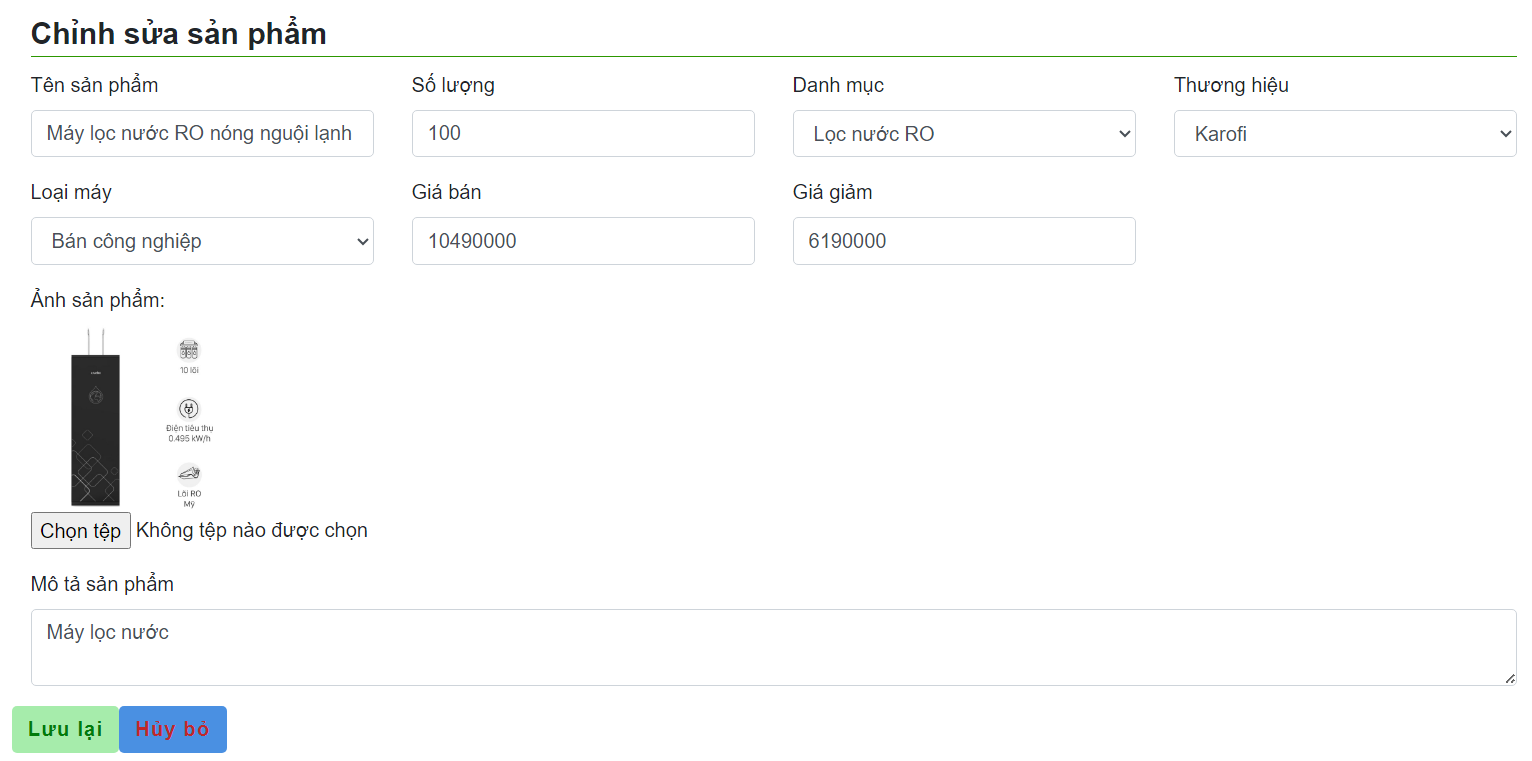 Chỉnh sửa sản phẩm
Tên sản phẩm Số lượng Danh mục Thương hiệu
Máy lọc nước RO nóng nguội lạnh 100 Lọc nước RO Karofi
Loại máy Giá bán Giá giảm
Bán công nghiệp 10490000 6190000
Ảnh sản phẩm:
10 lõi
Điện tiêu thụ
0.495 kW/h
Lõi RO
Mỹ
Chọn tệp Không tệp nào được chọn
Mô tả sản phẩm
Máy lọc nước
Lưu lại Hủy bỏ